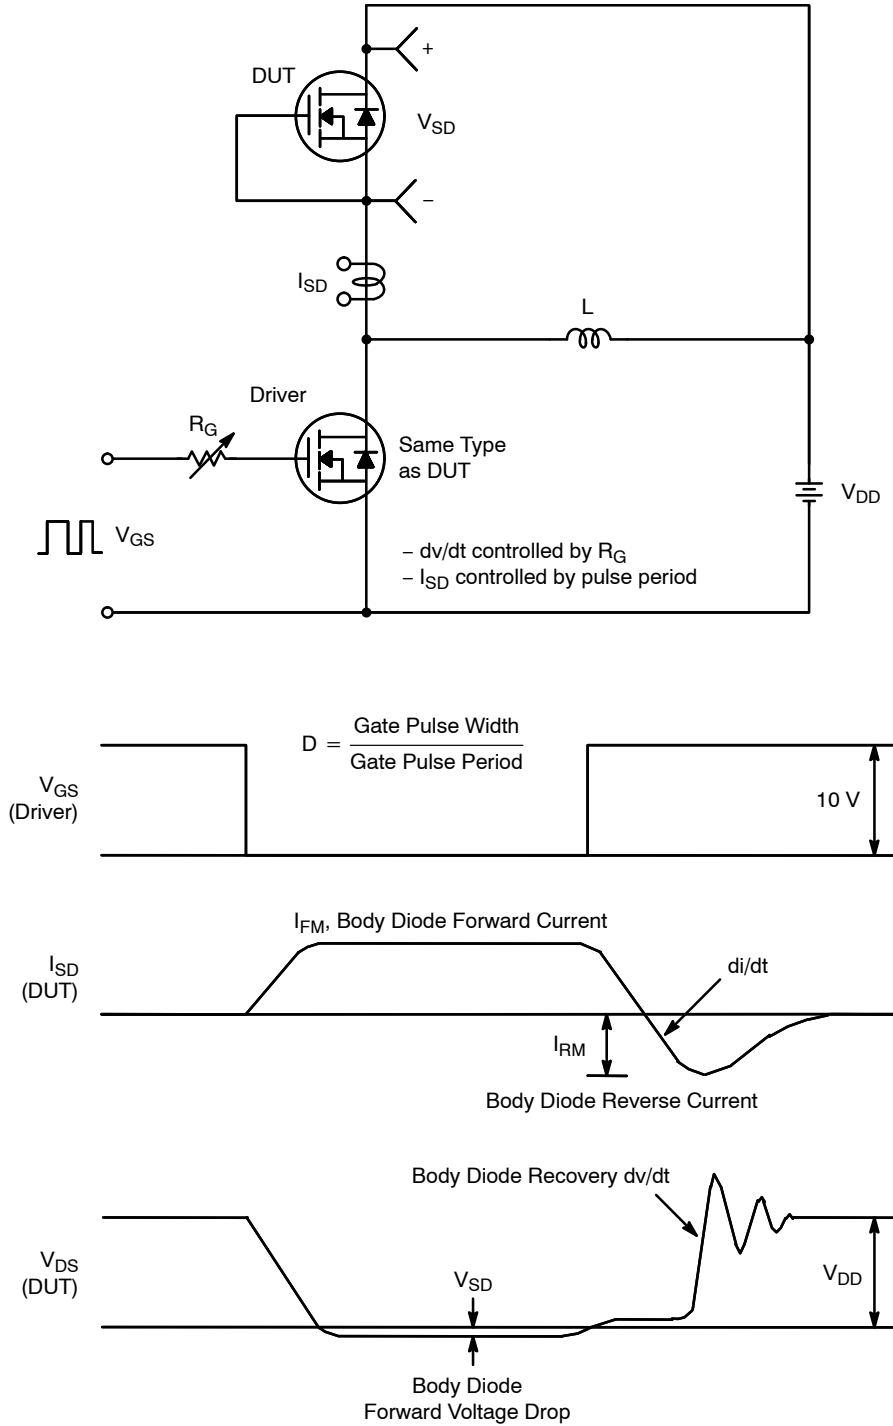 DUT
+
V_SD
−
I_SD
L
Driver
R_G
Same Type
as DUT
V_DD
V_GS
− dv/dt controlled by R_G
− I_SD controlled by pulse period
D = Gate Pulse Width
Gate Pulse Period
V_GS
(Driver)
10 V
I_FM, Body Diode Forward Current
I_SD
(DUT)
di/dt
I_RM
Body Diode Reverse Current
Body Diode Recovery dv/dt
V_DS
(DUT)
V_SD
V_DD
Body Diode
Forward Voltage Drop